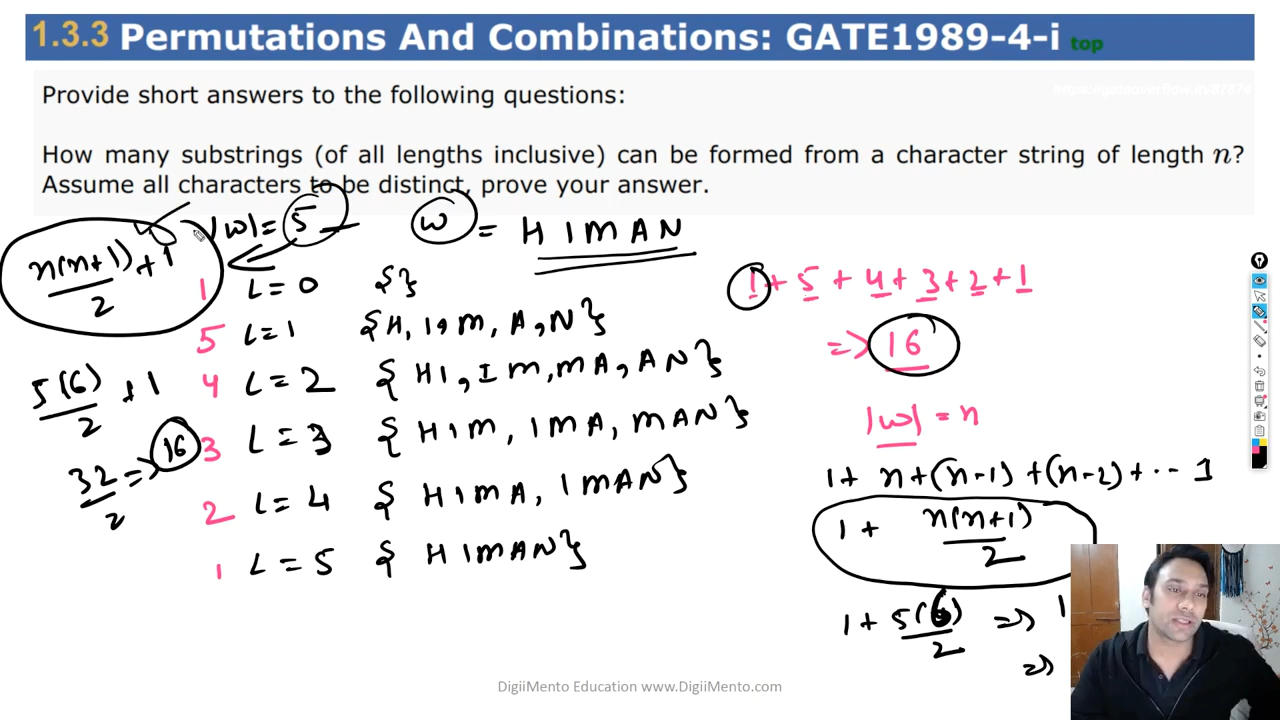 1.3.3 Permutations And Combinations: GATE1989-4-i top
Provide short answers to the following questions:
How many substrings (of all lengths inclusive) can be formed from a character string of length n?
Assume all characters to be distinct, prove your answer.
n(n+1)/2 + 1
|w| = 5
w = HIMAN
1 L = 0 { }
5 L = 1 {H, I, M, A, N}
4 L = 2 {HI, IM, MA, AN}
3 L = 3 {HIM, IMA, MAN}
2 L = 4 {HIMA, IMAN}
1 L = 5 {HIMAN}
5(6)/2 + 1
32/2 => 16
1 + 5 + 4 + 3 + 2 + 1
=> 16
|w| = n
1 + n + (n-1) + (n-2) + ... 1
1 + n(n+1)/2
1 + 5(6)/2 => 1
=>
DigiiMento Education www.DigiiMento.com